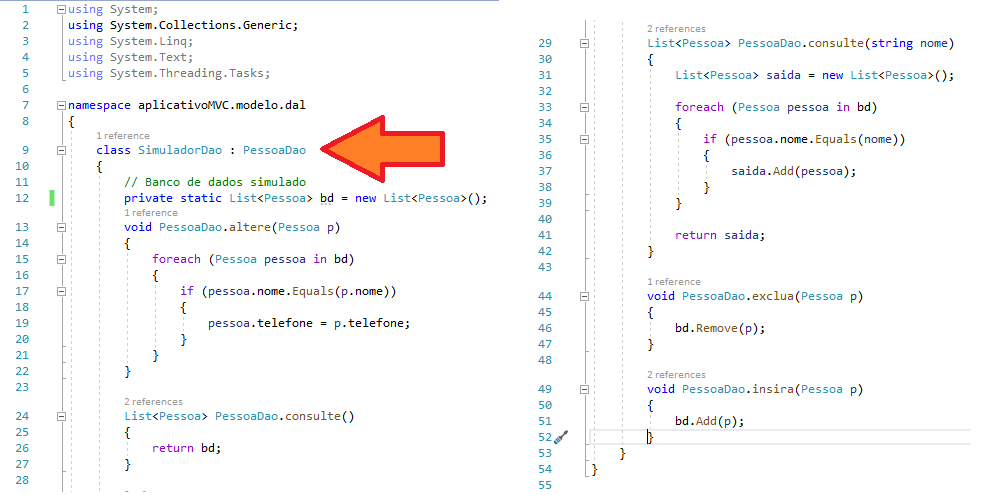 1 using System;
2 using System.Collections.Generic;
3 using System.Linq;
4 using System.Text;
5 using System.Threading.Tasks;
6
7 namespace aplicativoMVC.modelo.dal
8 {
1 reference
9 class SimuladorDao : PessoaDao
10 {
11 // Banco de dados simulado
12 private static List<Pessoa> bd = new List<Pessoa>();
1 reference
13 void PessoaDao.altere(Pessoa p)
14 {
15 foreach (Pessoa pessoa in bd)
16 {
17 if (pessoa.nome.Equals(p.nome))
18 {
19 pessoa.telefone = p.telefone;
20 }
21 }
22 }
23
2 references
24 List<Pessoa> PessoaDao.consulte()
25 {
26 return bd;
27 }
28
2 references
29 List<Pessoa> PessoaDao.consulte(string nome)
30 {
31 List<Pessoa> saida = new List<Pessoa>();
32
33 foreach (Pessoa pessoa in bd)
34 {
35 if (pessoa.nome.Equals(nome))
36 {
37 saida.Add(pessoa);
38 }
39 }
40
41 return saida;
42 }
43
1 reference
44 void PessoaDao.exclua(Pessoa p)
45 {
46 bd.Remove(p);
47 }
48
2 references
49 void PessoaDao.insira(Pessoa p)
50 {
51 bd.Add(p);
52 }
53 }
54 }
55